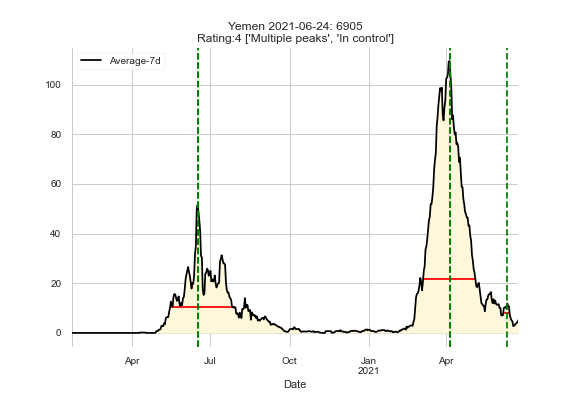 Yemen 2021-06-24: 6905
Rating:4 ['Multiple peaks', 'In control']
Average-7d
100
80
60
40
20
0
Apr
Jul
Oct
Jan
2021
Apr
Date